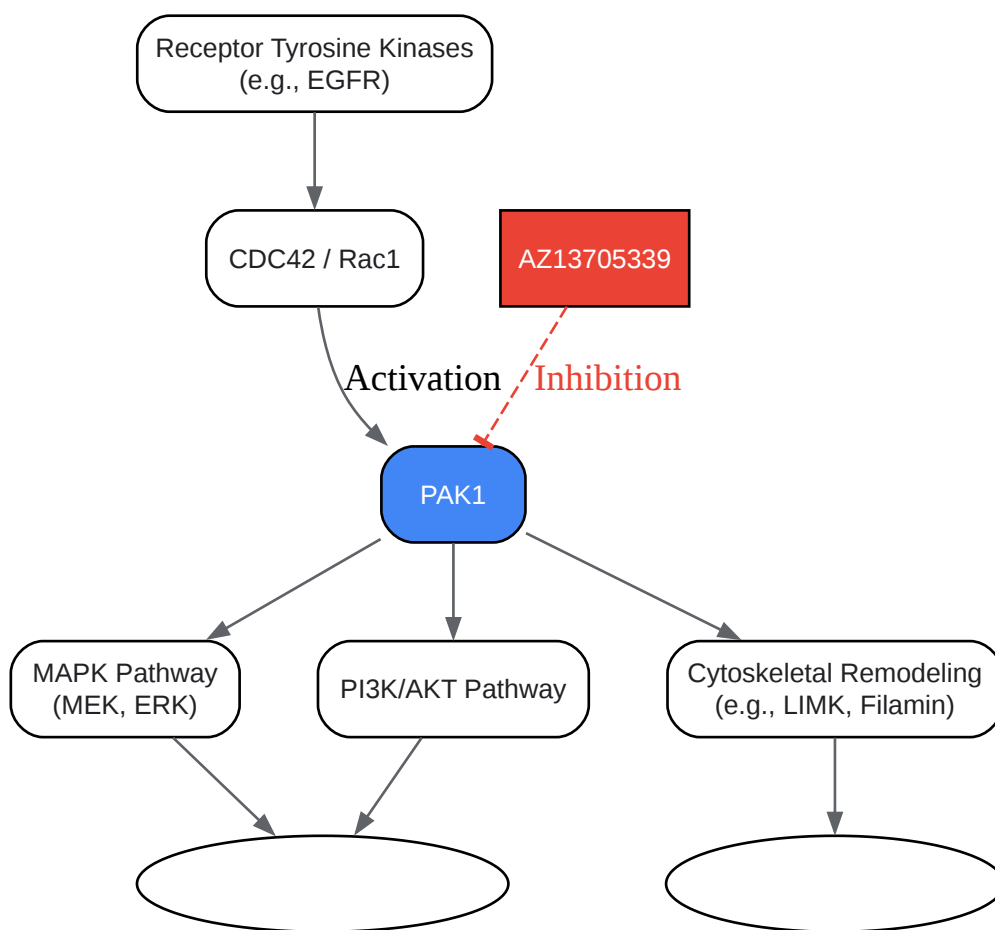 Receptor Tyrosine Kinases
(e.g., EGFR)
CDC42 / Rac1
AZ13705339
Activation
Inhibition
PAK1
MAPK Pathway
(MEK, ERK)
PI3K/AKT Pathway
Cytoskeletal Remodeling
(e.g., LIMK, Filamin)